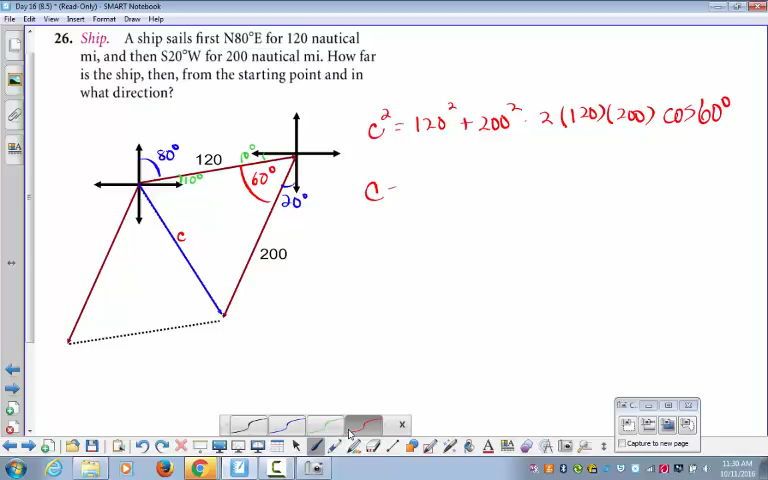 Day 16 (8.5) * (Read-Only) - SMART Notebook
File Edit View Insert Format Draw Help
26. Ship. A ship sails first N80°E for 120 nautical
mi, and then S20°W for 200 nautical mi. How far
is the ship, then, from the starting point and in
what direction?
c² = 120² + 200² · 2(120)(200) cos60°
80°
120
10°
10°
60°
20°
c
200
c -
Capture to new page
11:30 AM
10/11/2016